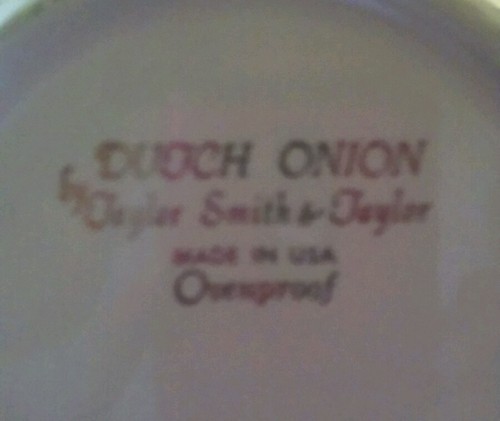 DUTCH ONION
by Taylor Smith & Taylor
MADE IN USA
Ovenproof